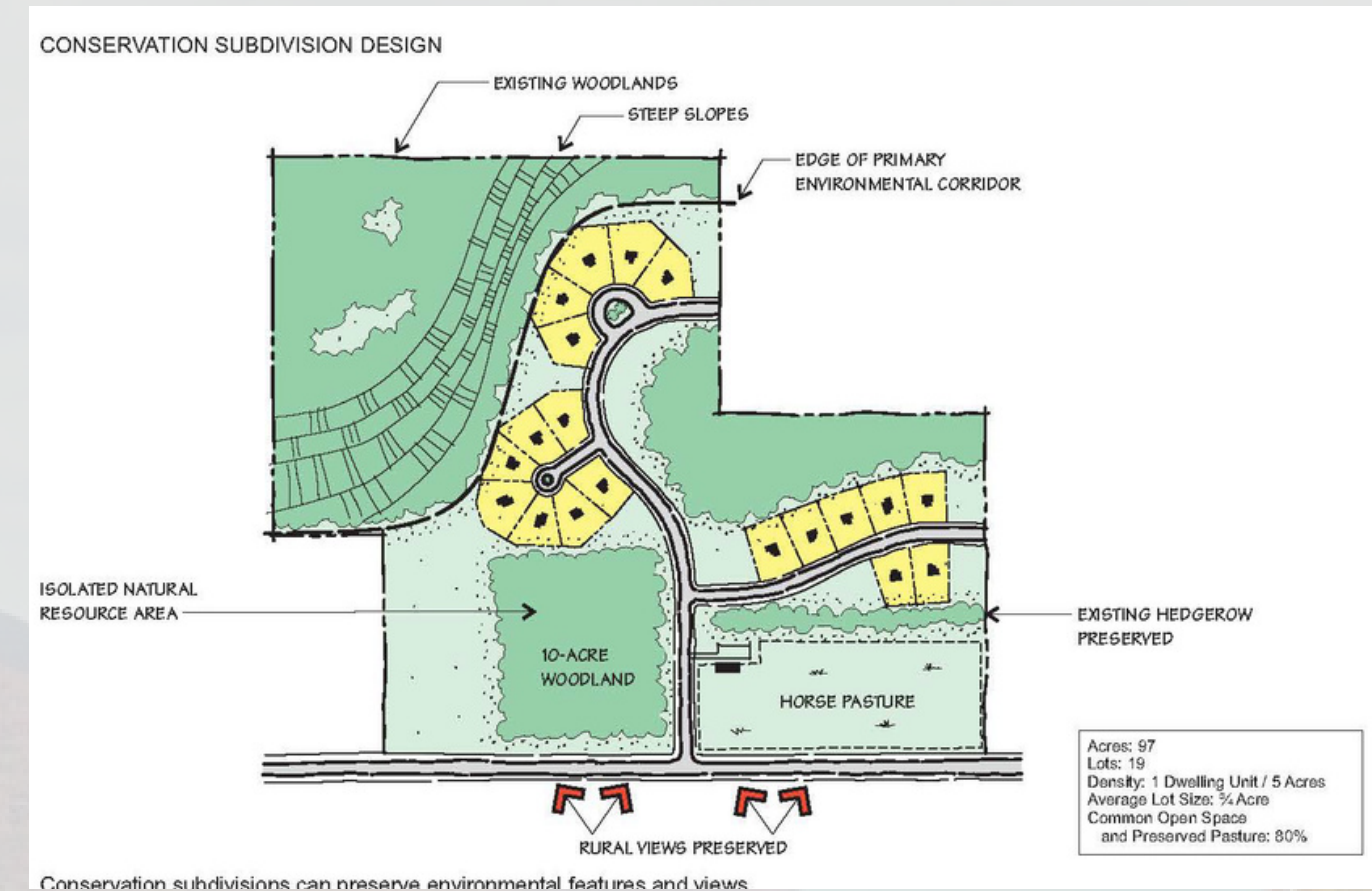 CONSERVATION SUBDIVISION DESIGN
EXISTING WOODLANDS
STEEP SLOPES
EDGE OF PRIMARY
ENVIRONMENTAL CORRIDOR
ISOLATED NATURAL
RESOURCE AREA
10-ACRE
WOODLAND
EXISTING HEDGEROW
PRESERVED
HORSE PASTURE
Acres: 97
Lots: 19
Density: 1 Dwelling Unit / 5 Acres
Average Lot Size: ¾ Acre
Common Open Space
and Preserved Pasture: 80%
RURAL VIEWS PRESERVED
Conservation subdivisions can preserve environmental features and views